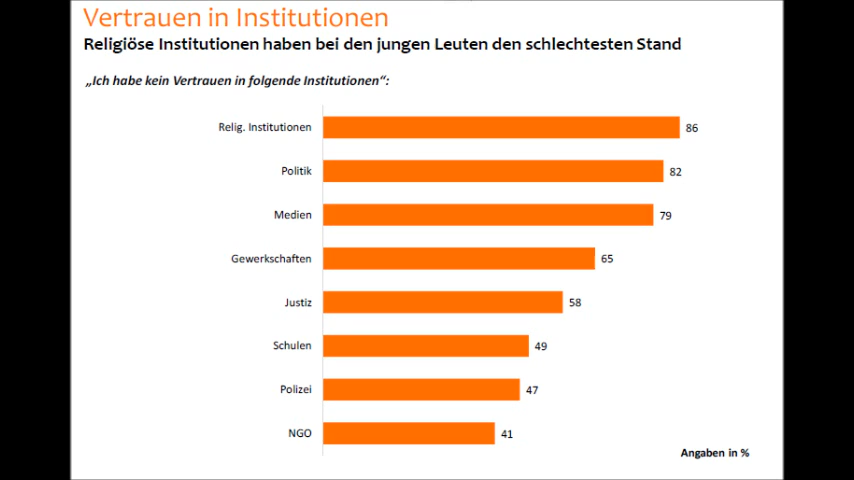 Vertrauen in Institutionen
Religiöse Institutionen haben bei den jungen Leuten den schlechtesten Stand
„Ich habe kein Vertrauen in folgende Institutionen“:
Relig. Institutionen 86
Politik 82
Medien 79
Gewerkschaften 65
Justiz 58
Schulen 49
Polizei 47
NGO 41
Angaben in %